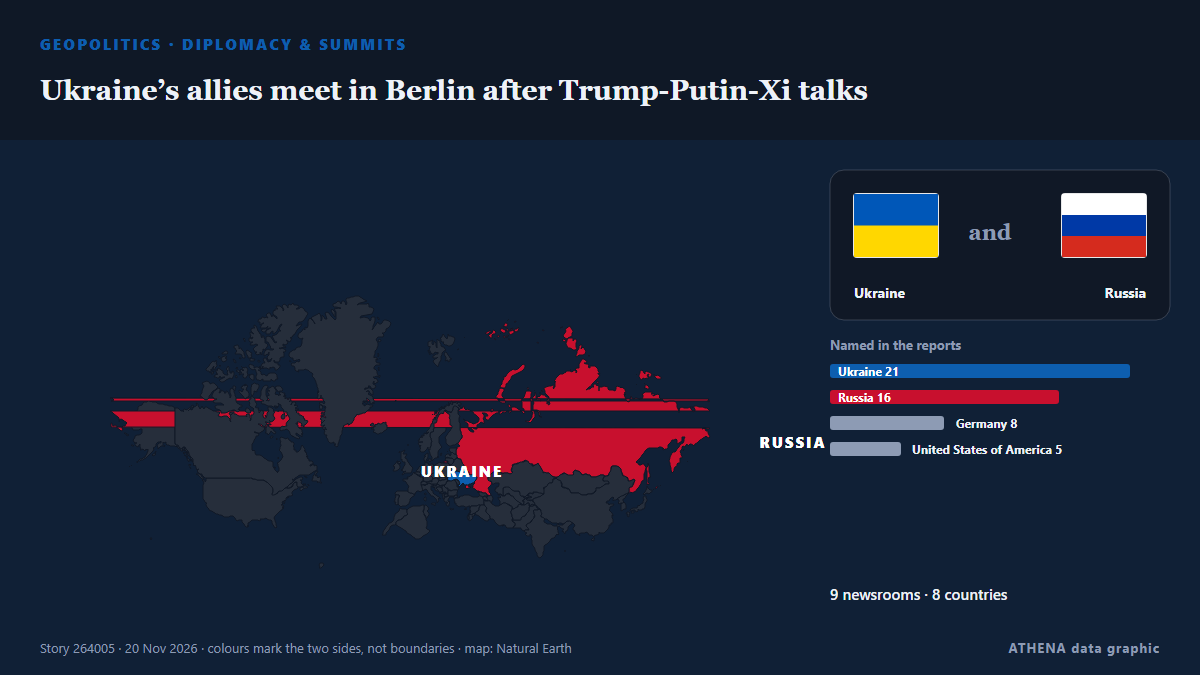 GEOPOLITICS · DIPLOMACY & SUMMITS
Ukraine’s allies meet in Berlin after Trump-Putin-Xi talks
and
Ukraine
Russia
Named in the reports
Ukraine 21
Russia 16
Germany 8
United States of America 5
RUSSIA
UKRAINE
9 newsrooms · 8 countries
Story 264005 · 20 Nov 2026 · colours mark the two sides, not boundaries · map: Natural Earth
ATHENA data graphic